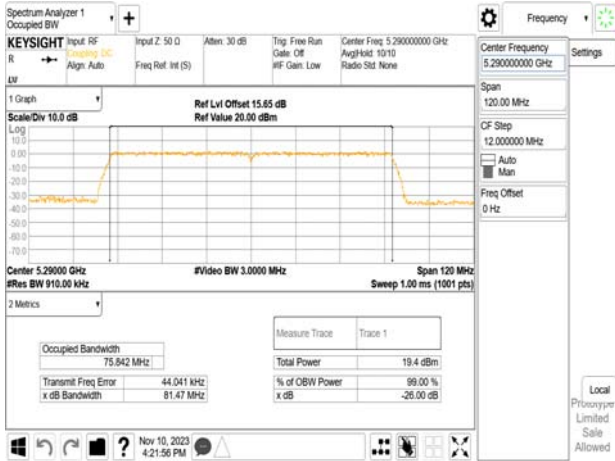 Spectrum Analyzer 1
Occupied BW
+
Frequency
KEYSIGHT Input: RF Input Z: 50 Ω Atten: 30 dB Trig: Free Run Center Freq: 5.290000000 GHz
R Coupling: DC Gate: Off Avg|Hold: 10/10
Align: Auto Freq Ref: Int (S) #IF Gain: Low Radio Std: None
LV
Center Frequency
5.290000000 GHz
Settings
Span
120.00 MHz
CF Step
12.000000 MHz
Auto
Man
Freq Offset
0 Hz
1 Graph
Ref Lvl Offset 15.65 dB
Scale/Div 10.0 dB Ref Value 20.00 dBm
Log
10.0
0.00
-10.0
-20.0
-30.0
-40.0
-50.0
-60.0
-70.0
Center 5.29000 GHz #Video BW 3.0000 MHz Span 120 MHz
#Res BW 910.00 kHz Sweep 1.00 ms (1001 pts)
2 Metrics
Measure Trace Trace 1
Occupied Bandwidth
75.842 MHz Total Power 19.4 dBm
Transmit Freq Error 44.041 kHz % of OBW Power 99.00 %
x dB Bandwidth 81.47 MHz x dB -26.00 dB
Local
Prototype
Limited
Sale
Allowed
?
Nov 10, 2023
4:21:56 PM